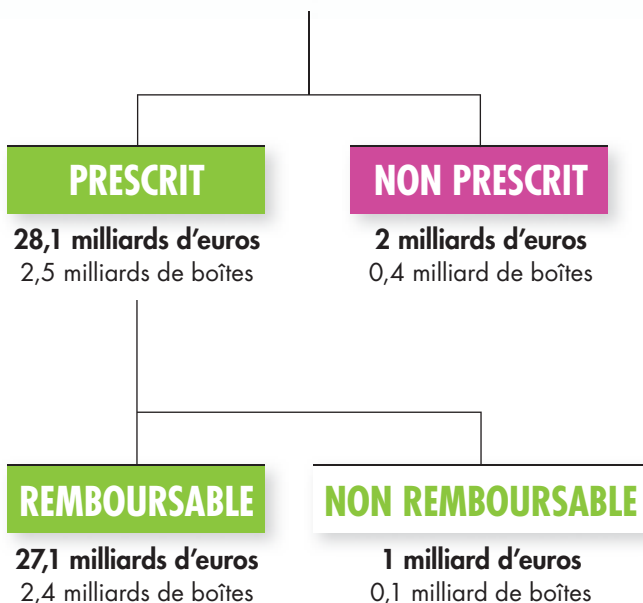 PRESCRIT
28,1 milliards d'euros
2,5 milliards de boîtes
NON PRESCRIT
2 milliards d'euros
0,4 milliard de boîtes
REMBOURSABLE
27,1 milliards d'euros
2,4 milliards de boîtes
NON REMBOURSABLE
1 milliard d'euros
0,1 milliard de boîtes